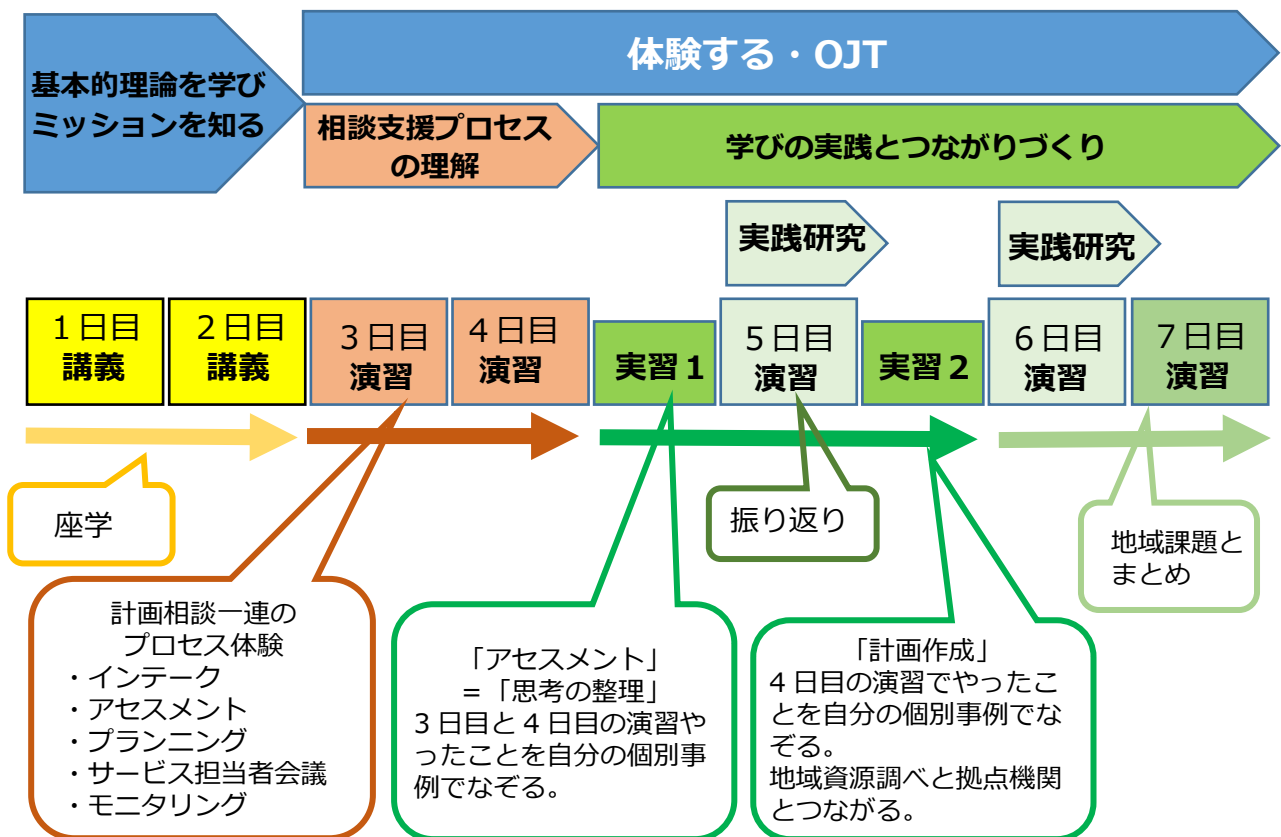 基本的理論を学び
ミッションを知る
体験する・OJT
相談支援プロセス
の理解
学びの実践とつながりづくり
実践研究
実践研究
１日目
講義
２日目
講義
３日目
演習
４日目
演習
実習１
５日目
演習
実習２
６日目
演習
７日目
演習
座学
振り返り
地域課題と
まとめ
計画相談一連の
プロセス体験
・インテーク
・アセスメント
・プランニング
・サービス担当者会議
・モニタリング
「アセスメント」
＝「思考の整理」
３日目と４日目の演習や
ったことを自分の個別事
例でなぞる。
「計画作成」
４日目の演習でやったこ
とを自分の個別事例でな
ぞる。
地域資源調べと拠点機関
とつながる。